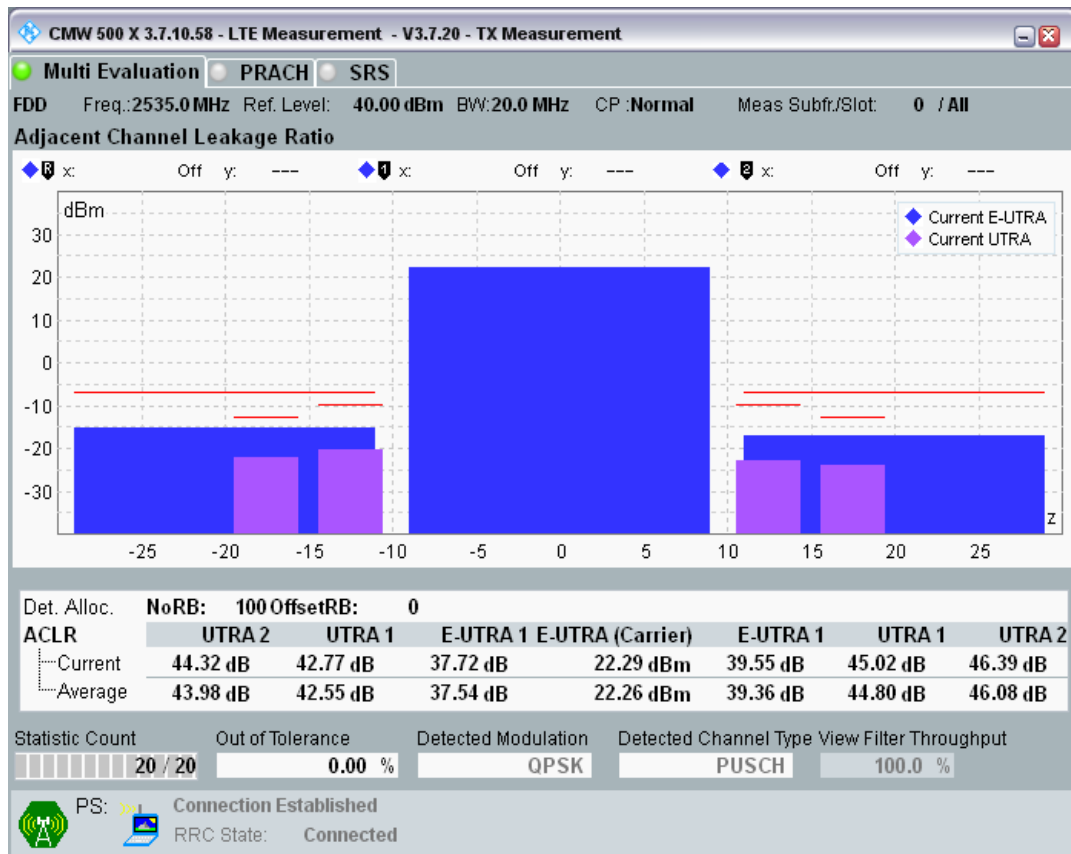 CMW 500 X 3.7.10.58 - LTE Measurement - V3.7.20 - TX Measurement
Multi Evaluation PRACH SRS
FDD Freq.:2535.0 MHz Ref. Level: 40.00 dBm BW:20.0 MHz CP :Normal Meas Subfr./Slot: 0 / All
Adjacent Channel Leakage Ratio
R x: Off y: --- 1 x: Off y: --- 2 x: Off y: ---
dBm
Current E-UTRA
Current UTRA
30
20
10
0
-10
-20
-30
z
-25 -20 -15 -10 -5 0 5 10 15 20 25
Det. Alloc. NoRB: 100 OffsetRB: 0
ACLR UTRA 2 UTRA 1 E-UTRA 1 E-UTRA (Carrier) E-UTRA 1 UTRA 1 UTRA 2
Current 44.32 dB 42.77 dB 37.72 dB 22.29 dBm 39.55 dB 45.02 dB 46.39 dB
Average 43.98 dB 42.55 dB 37.54 dB 22.26 dBm 39.36 dB 44.80 dB 46.08 dB
Statistic Count Out of Tolerance Detected Modulation Detected Channel Type View Filter Throughput
20 / 20 0.00 % QPSK PUSCH 100.0 %
PS: Connection Established
RRC State: Connected